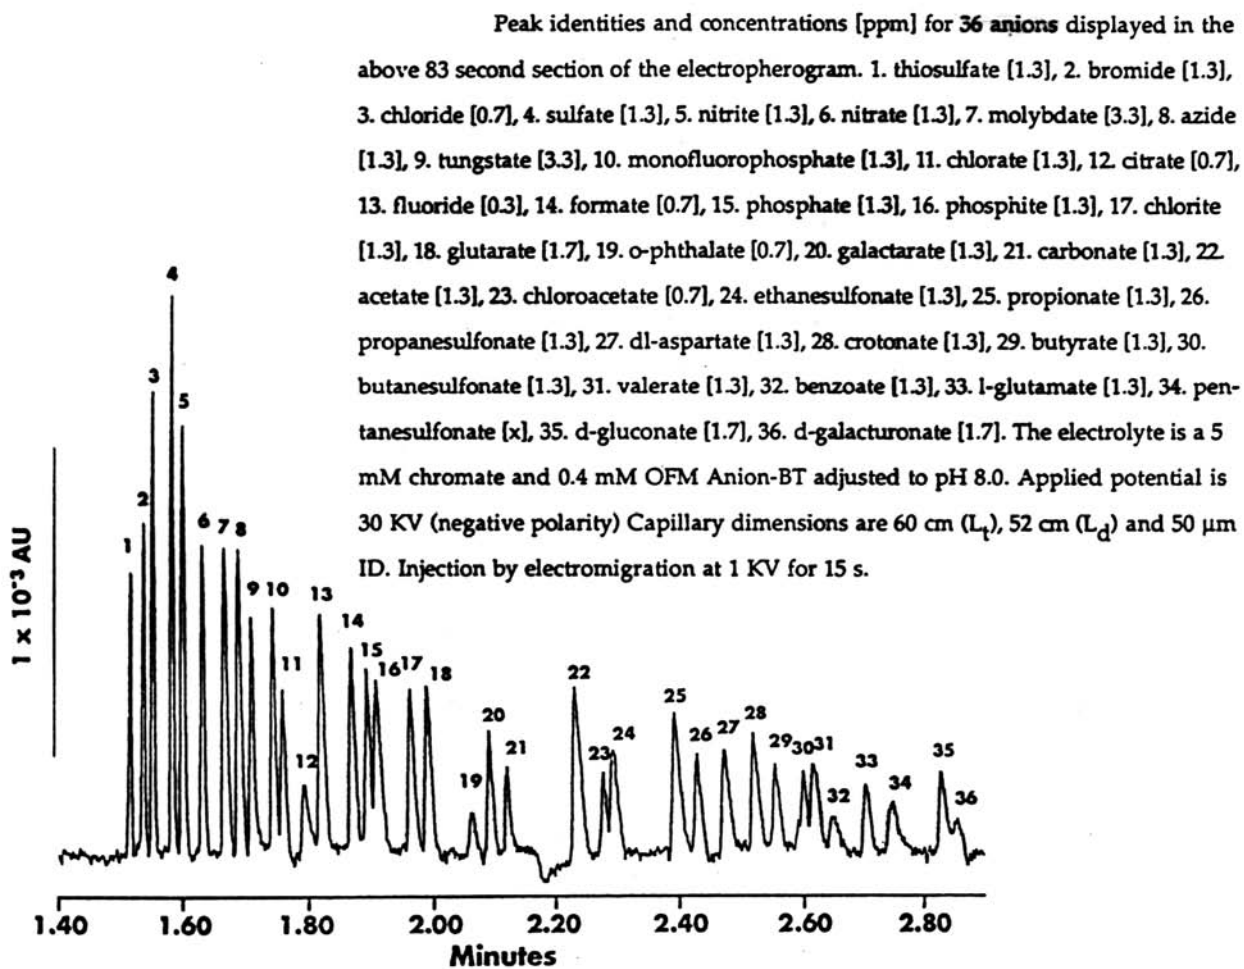 Peak identities and concentrations [ppm] for 36 anions displayed in the
above 83 second section of the electropherogram. 1. thiosulfate [1.3], 2. bromide [1.3],
3. chloride [0.7], 4. sulfate [1.3], 5. nitrite [1.3], 6. nitrate [1.3], 7. molybdate [3.3], 8. azide
[1.3], 9. tungstate [3.3], 10. monofluorophosphate [1.3], 11. chlorate [1.3], 12. citrate [0.7],
13. fluoride [0.3], 14. formate [0.7], 15. phosphate [1.3], 16. phosphite [1.3], 17. chlorite
[1.3], 18. glutarate [1.7], 19. o-phthalate [0.7], 20. galactarate [1.3], 21. carbonate [1.3], 22.
acetate [1.3], 23. chloroacetate [0.7], 24. ethanesulfonate [1.3], 25. propionate [1.3], 26.
propanesulfonate [1.3], 27. dl-aspartate [1.3], 28. crotonate [1.3], 29. butyrate [1.3], 30.
butanesulfonate [1.3], 31. valerate [1.3], 32. benzoate [1.3], 33. l-glutamate [1.3], 34. pen-
tanesulfonate [x], 35. d-gluconate [1.7], 36. d-galacturonate [1.7]. The electrolyte is a 5
mM chromate and 0.4 mM OFM Anion-BT adjusted to pH 8.0. Applied potential is
30 KV (negative polarity) Capillary dimensions are 60 cm (Lt), 52 cm (Ld) and 50 μm
ID. Injection by electromigration at 1 KV for 15 s.
1 x 10⁻³ AU
1 2 3 4 5 6 7 8 9 10 11 12 13 14 15 16 17 18 19 20 21 22 23 24 25 26 27 28 29 30 31 32 33 34 35 36
1.40 1.60 1.80 2.00 2.20 2.40 2.60 2.80
Minutes